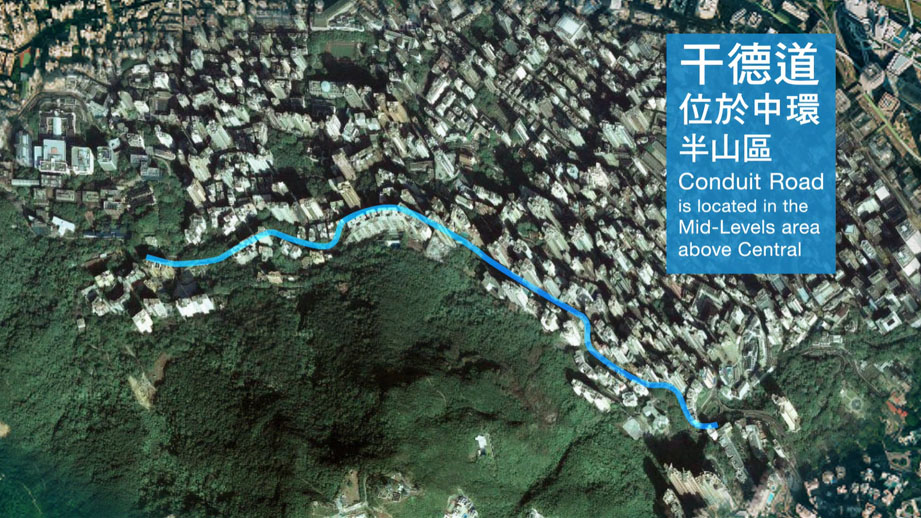 干德道
位於中環
半山區
Conduit Road
is located in the
Mid-Levels area
above Central